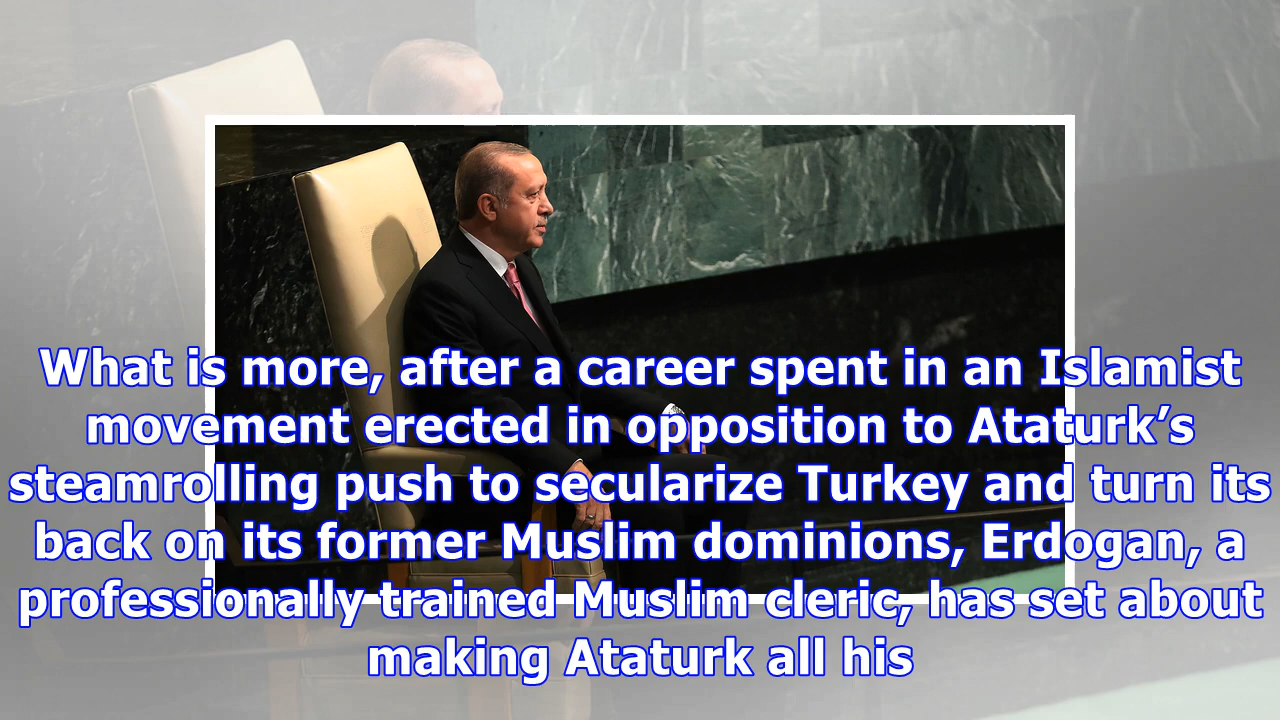 What is more, after a career spent in an Islamist
movement erected in opposition to Ataturk’s
steamrolling push to secularize Turkey and turn its
back on its former Muslim dominions, Erdogan, a
professionally trained Muslim cleric, has set about
making Ataturk all his